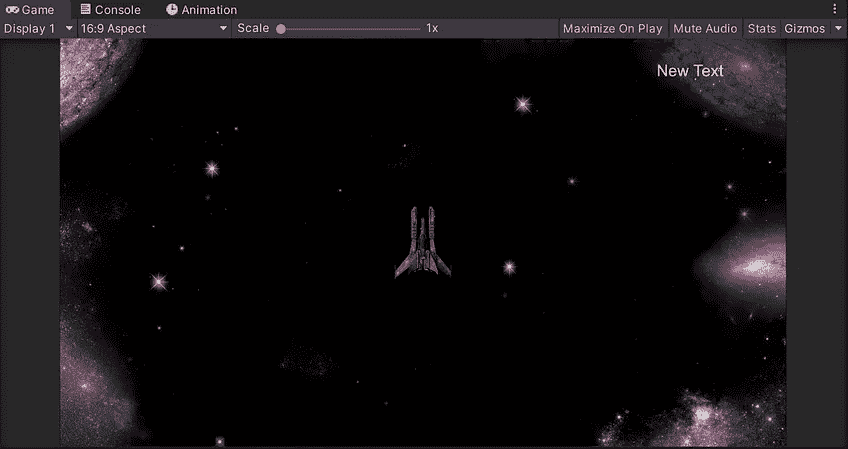 Game Console Animation
Display 1 16:9 Aspect Scale 1x Maximize On Play Mute Audio Stats Gizmos
New Text